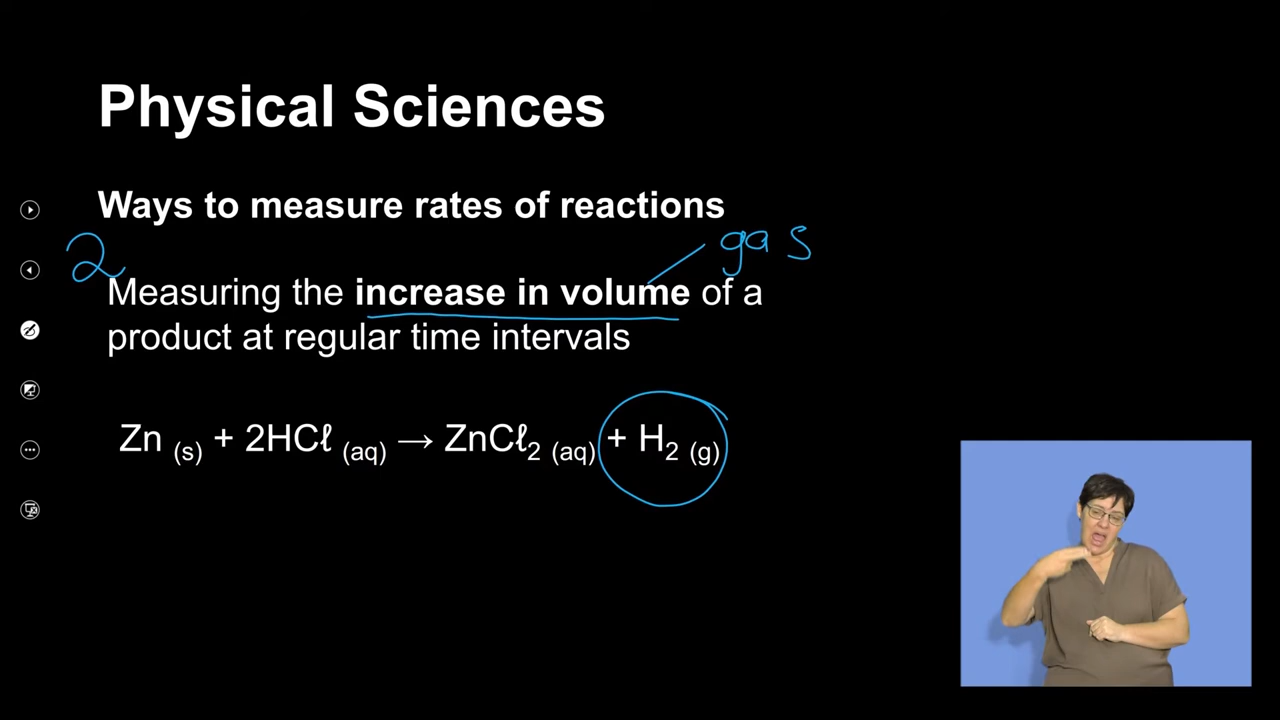 Physical Sciences
Ways to measure rates of reactions
gas
2
Measuring the increase in volume of a
product at regular time intervals
Zn (s) + 2HCℓ (aq) → ZnCℓ₂ (aq) + H₂ (g)